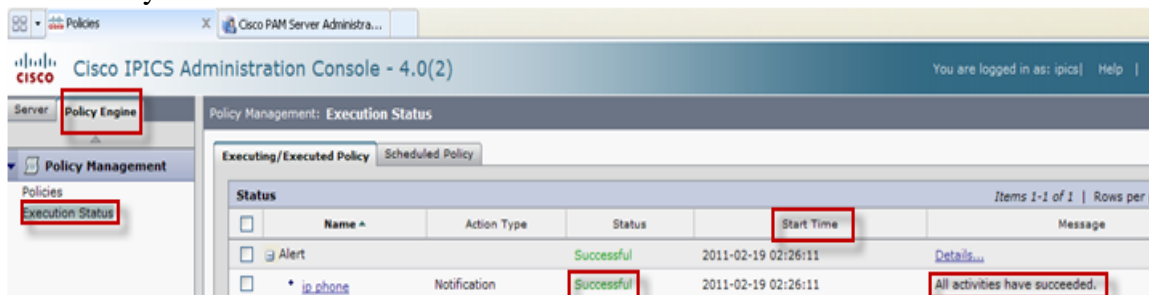 Policies X Cisco PAM Server Administra...
cisco Cisco IPICS Administration Console - 4.0(2) You are logged in as: ipics| Help |
Server Policy Engine Policy Management: Execution Status
Executing/Executed Policy Scheduled Policy
Policy Management
Policies Status Items 1-1 of 1 | Rows per
Execution Status Name Action Type Status Start Time Message
Alert Successful 2011-02-19 02:26:11 Details...
ip phone Notification Successful 2011-02-19 02:26:11 All activities have succeeded.